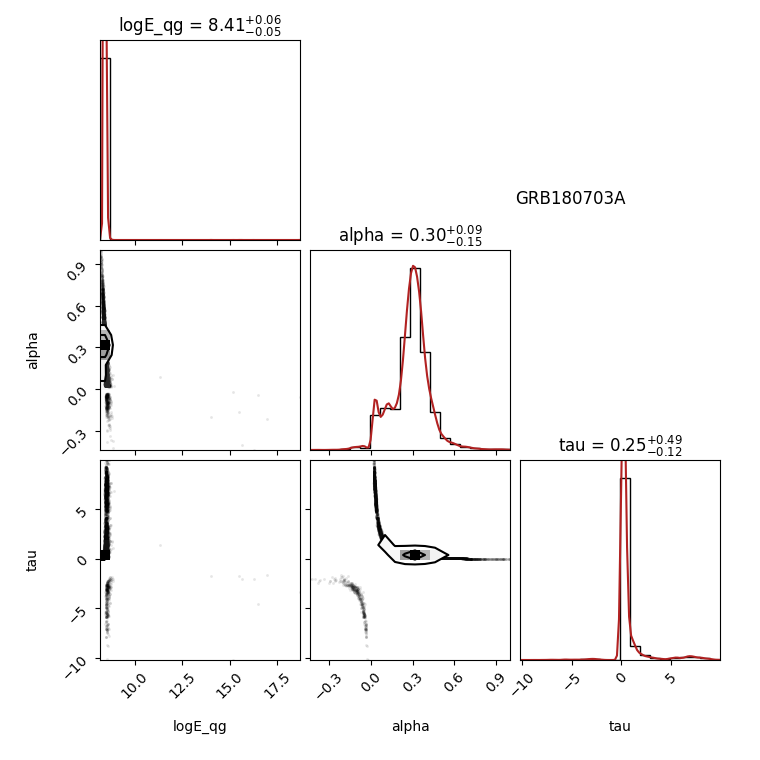 logE_qg = 8.41+0.06 −0.05
GRB180703A
alpha = 0.30+0.09 −0.15
alpha
0.9
0.6
0.3
0.0
−0.3
tau = 0.25+0.49 −0.12
tau
5
0
−5
−10
10.0 12.5 15.0 17.5
−0.3 0.0 0.3 0.6 0.9
−10 −5 0 5
logE_qg alpha tau